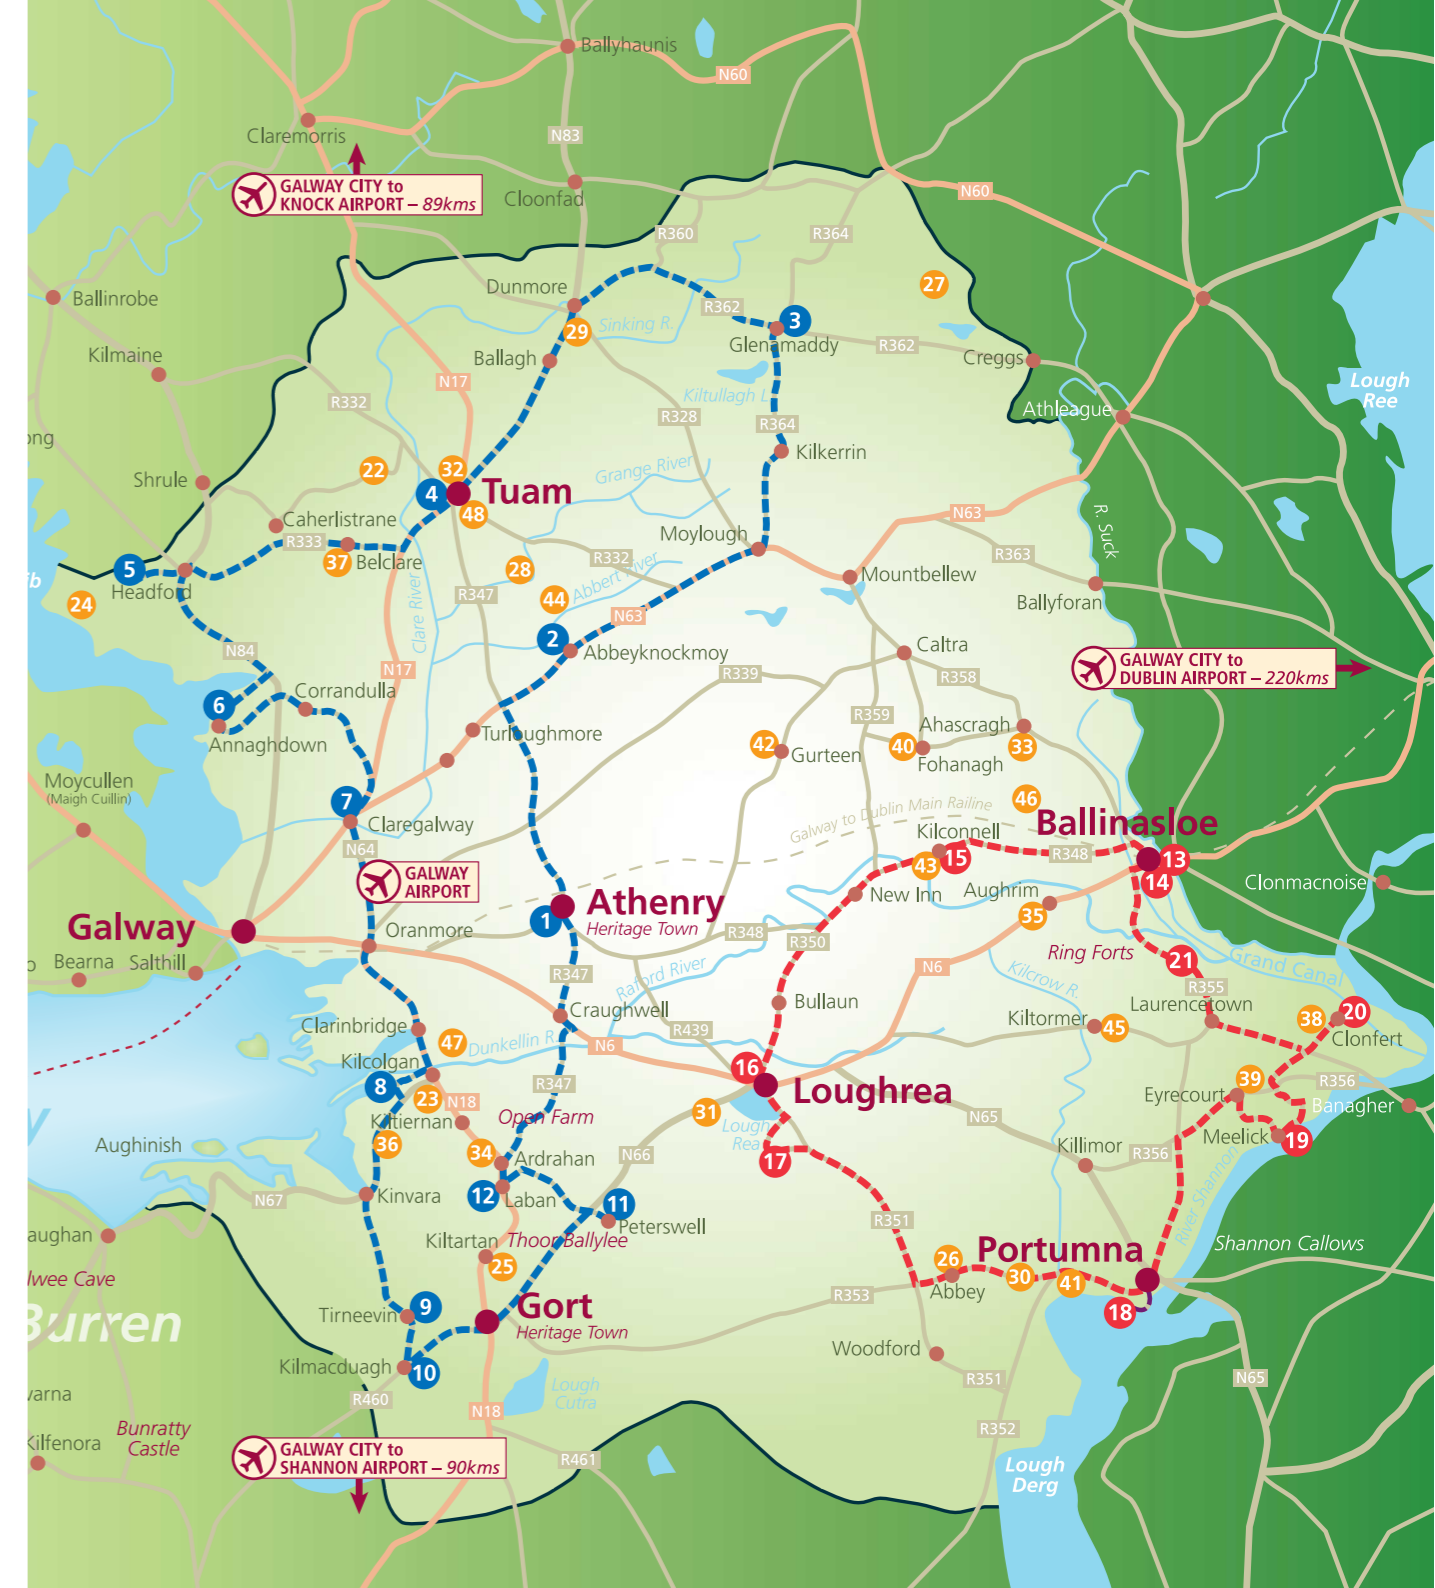 Ballyhaunis
N60
Claremorris
N83
GALWAY CITY to
KNOCK AIRPORT – 89kms
Cloonfad
N60
R360
R364
Ballinrobe
Dunmore
27
R362
3
Sinking R.
29
Glenamaddy
R362
Kilmaine
Ballagh
Creggs
N17
Lough
Ree
Kiltullagh L.
R332
R328
R364
Athleague
ong
Kilkerrin
22
32
Grange River
Shrule
4
Tuam
48
N63
Caherlistrane
R. Suck
Moylough
R333
R363
37
Belclare
R332
5
28
Mountbellew
ib
Headford
Abbert River
24
R347
44
Ballyforan
Clare River
N63
2
Abbeyknockmoy
Caltra
N84
GALWAY CITY to
DUBLIN AIRPORT – 220kms
N17
R339
R358
Corrandulla
6
R359
Ahascragh
Annaghdown
Turloughmore
42
Gurteen
40
33
Fohanagh
Moycullen
(Maigh Cuillin)
7
46
Galway to Dublin Main Railine
Claregalway
Kilconnell
Ballinasloe
N64
R348
43
15
13
GALWAY
AIRPORT
14
New Inn
Aughrim
Clonmacnoise
Athenry
Heritage Town
1
35
Galway
Oranmore
R348
R350
Ring Forts
o
Bearna
Salthill
N6
21
Grand Canal
R347
Raford River
Kilcrow R.
R355
Bullaun
Laurencetown
Craughwell
Kiltormer
45
38
20
Clarinbridge
R439
Clonfert
47
Dunkellin R.
N6
Kilcolgan
16
8
R347
Loughrea
39
R356
23
N18
Eyrecourt
Open Farm
31
N65
Banagher
Kiltiernan
Lough
Rea
Meelick
19
Aughinish
36
Killimor
34
Ardrahan
N66
17
R356
12
Laban
N67
Kinvara
11
River Shannon
Peterswell
R351
aughan
Kiltartan
Thoor Ballylee
Portumna
Shannon Callows
25
26
lwee Cave
30
41
Abbey
R353
9
Gort
Heritage Town
18
Burren
Tirneevin
Woodford
Kilmacduagh
10
R351
N65
varna
R460
Lough
Cutra
N18
Bunratty
Castle
R352
Kilfenora
GALWAY CITY to
SHANNON AIRPORT – 90kms
R461
Lough
Derg
y